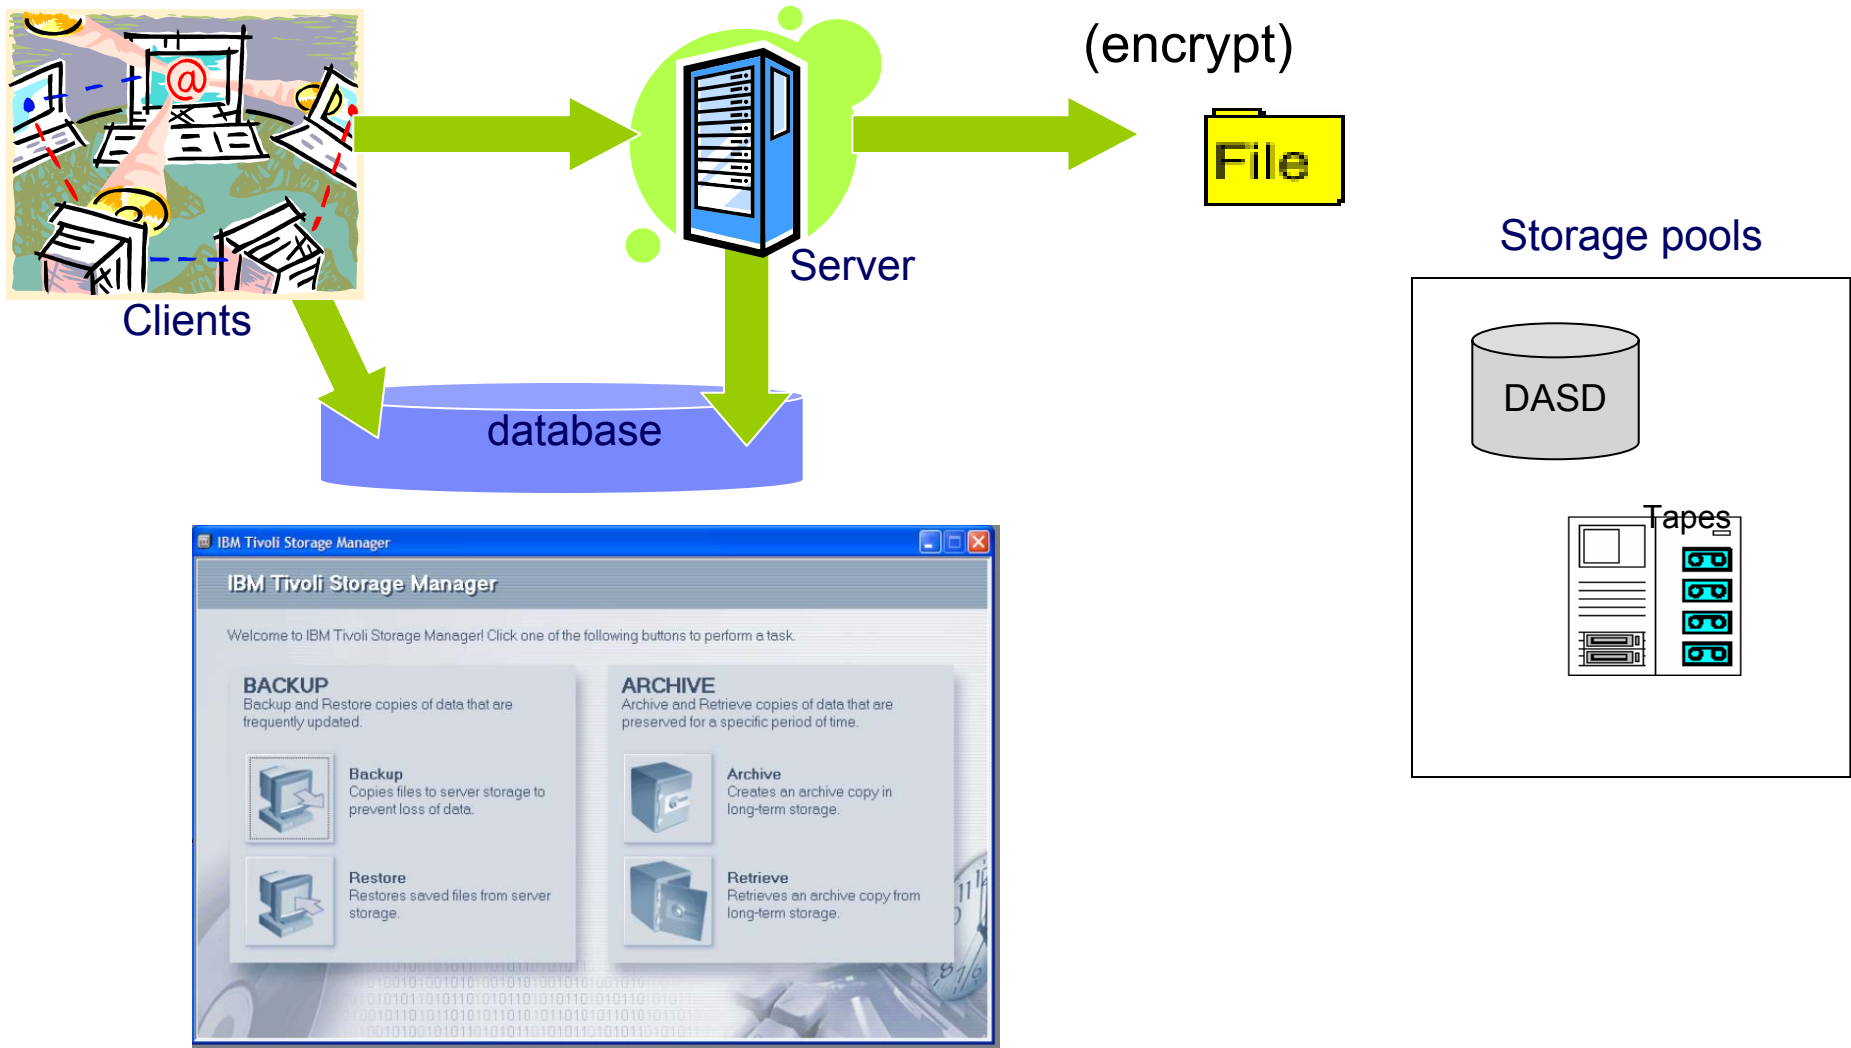 (encrypt)
@
File
Storage pools
Server
Clients
DASD
database
Tapes
IBM Tivoli Storage Manager
IBM Tivoli Storage Manager
Welcome to IBM Tivoli Storage Manager! Click one of the following buttons to perform a task.
BACKUP
Backup and Restore copies of data that are
frequently updated.
Backup
Copies files to server storage to
prevent loss of data.
Restore
Restores saved files from server
storage.
ARCHIVE
Archive and Retrieve copies of data that are
preserved for a specific period of time.
Archive
Creates an archive copy in
long-term storage.
Retrieve
Retrieves an archive copy from
long-term storage.